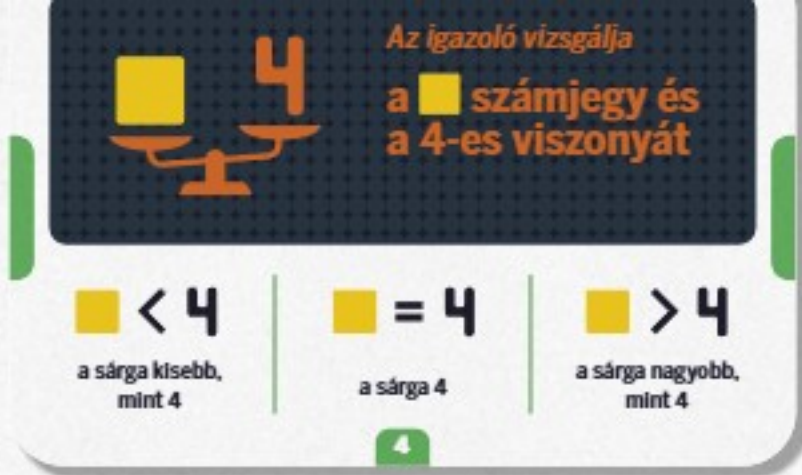 4
Az igazoló vizsgálja
a számjegy és
a 4-es viszonyát
< 4
a sárga kisebb,
mint 4
= 4
a sárga 4
> 4
a sárga nagyobb,
mint 4
4